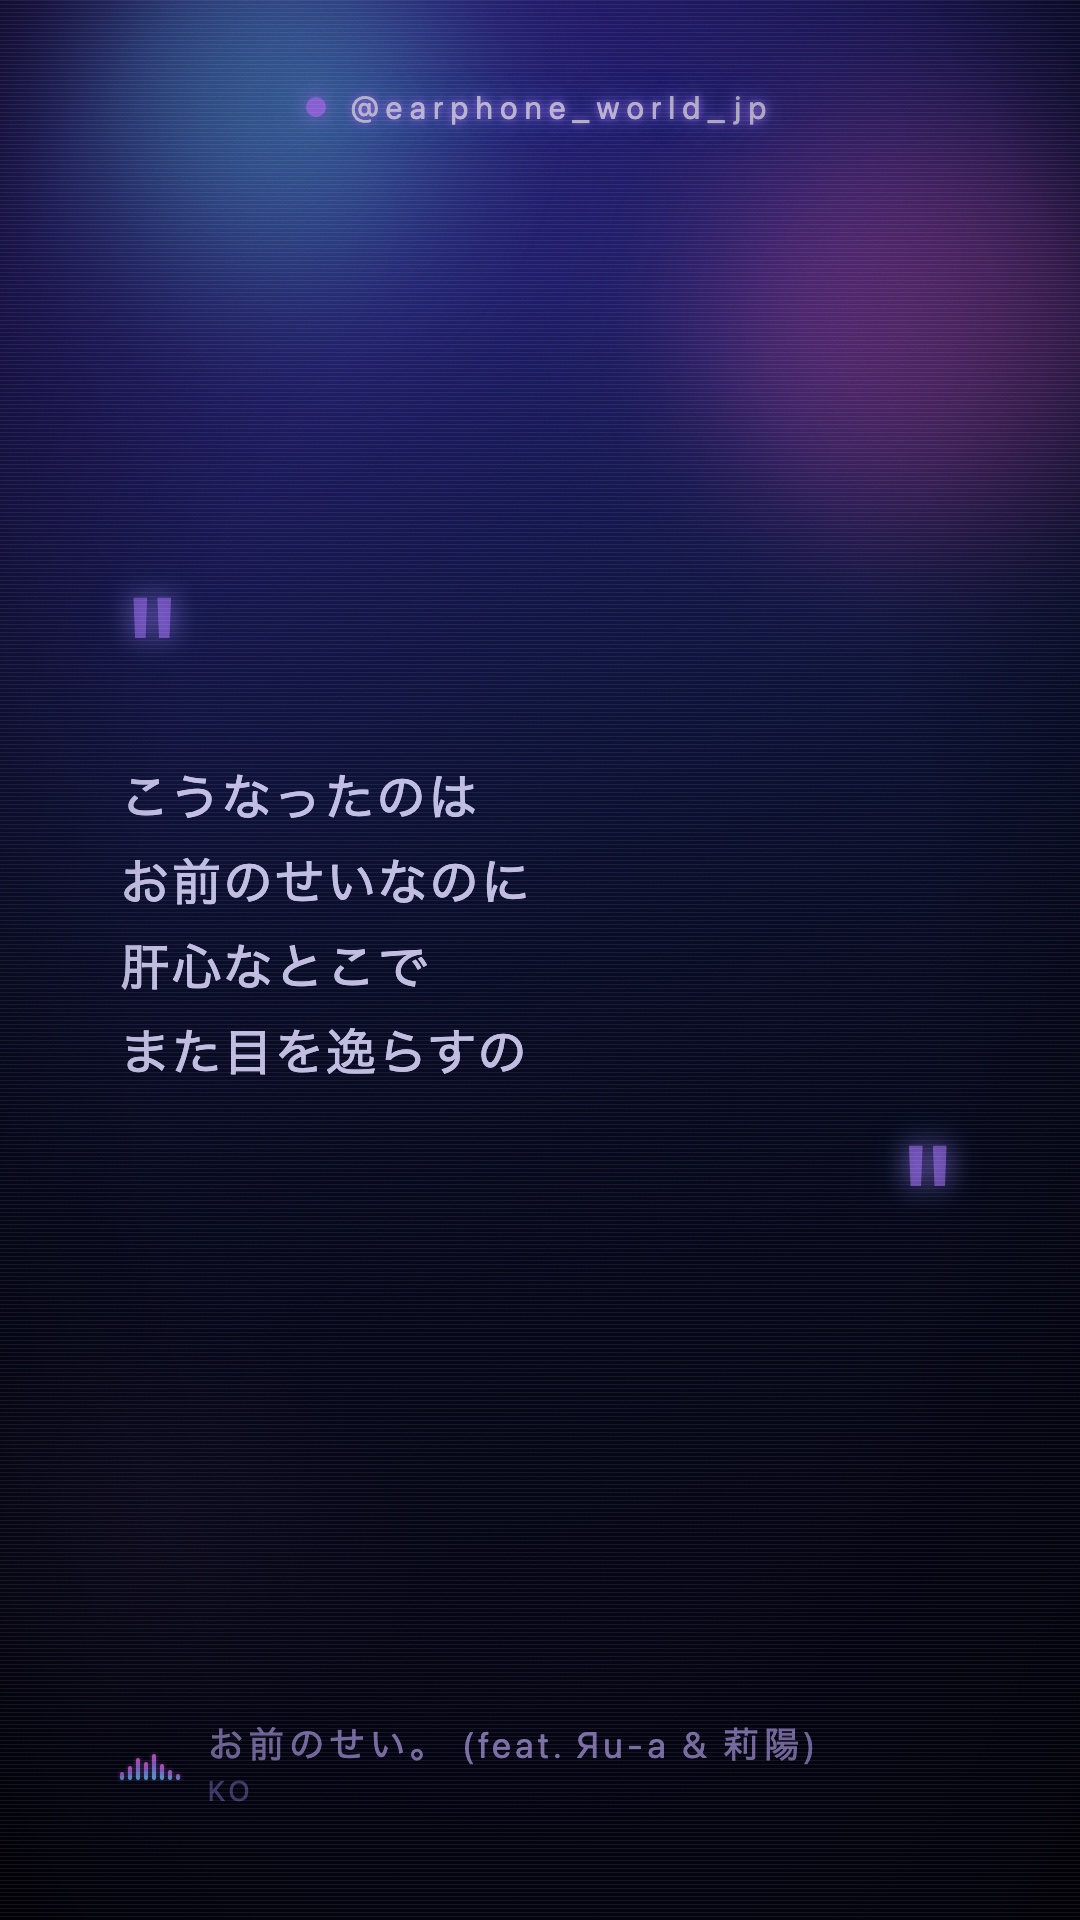 @earphone_world_jp
"
こうなったのは
お前のせいなのに
肝心なとこで
また目を逸らすの
"
お前のせい。 (feat. Яu-a & 莉陽)
KO